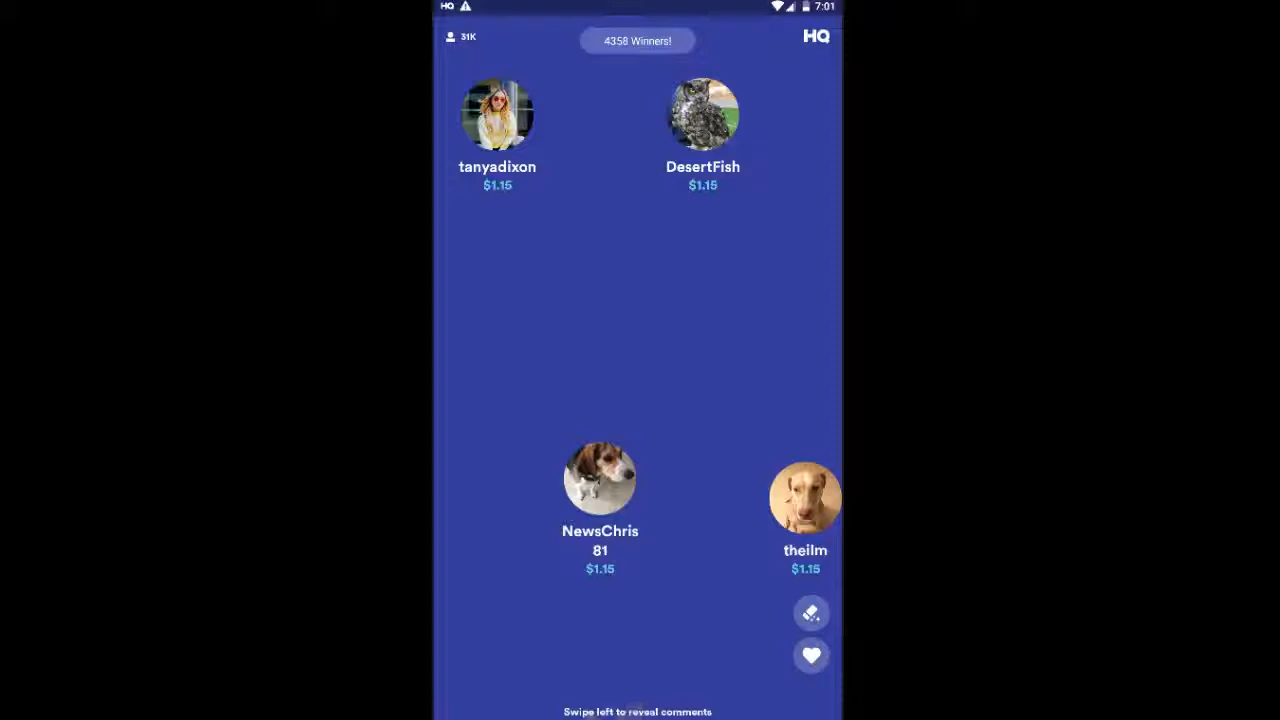 HQ
7:01
31K
4358 Winners!
HQ
tanyadixon
$1.15
DesertFish
$1.15
NewsChris
81
$1.15
theilm
$1.15
Swipe left to reveal comments